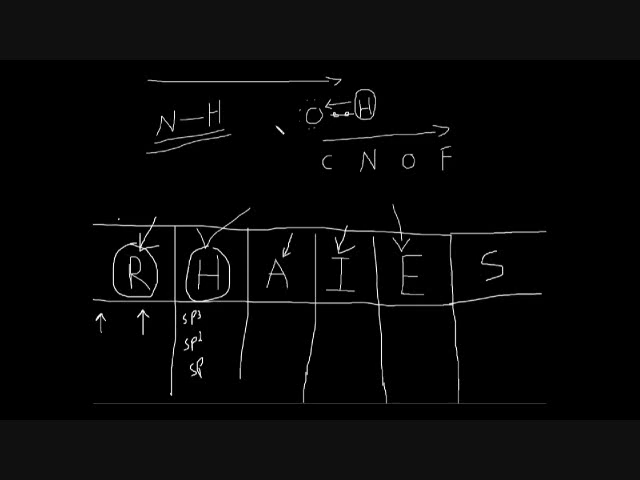 N-H O H
C N O F
R H A I E S
SP³
SP²
SP